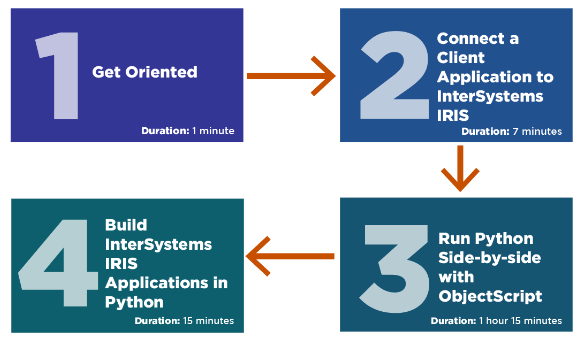 1
Get Oriented
Duration: 1 minute
2
Connect a
Client
Application to
InterSystems
IRIS
Duration: 7 minutes
3
Run Python
Side-by-side
with
ObjectScript
Duration: 1 hour 15 minutes
4
Build
InterSystems
IRIS
Applications in
Python
Duration: 15 minutes